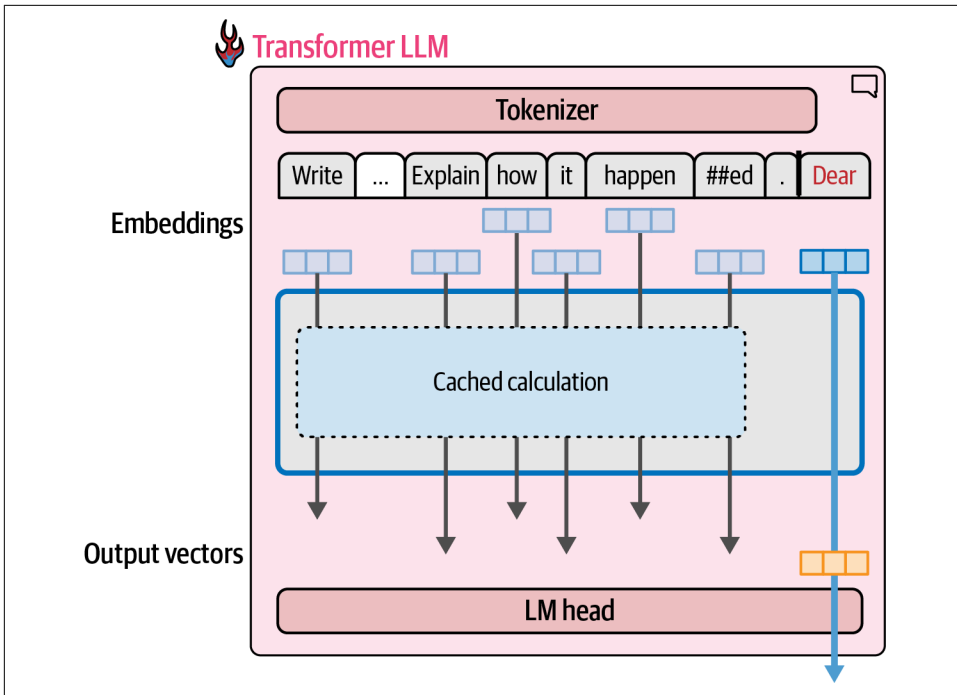 Transformer LLM
Tokenizer
Write ... Explain how it happen ##ed . Dear
Embeddings
Cached calculation
Output vectors
LM head